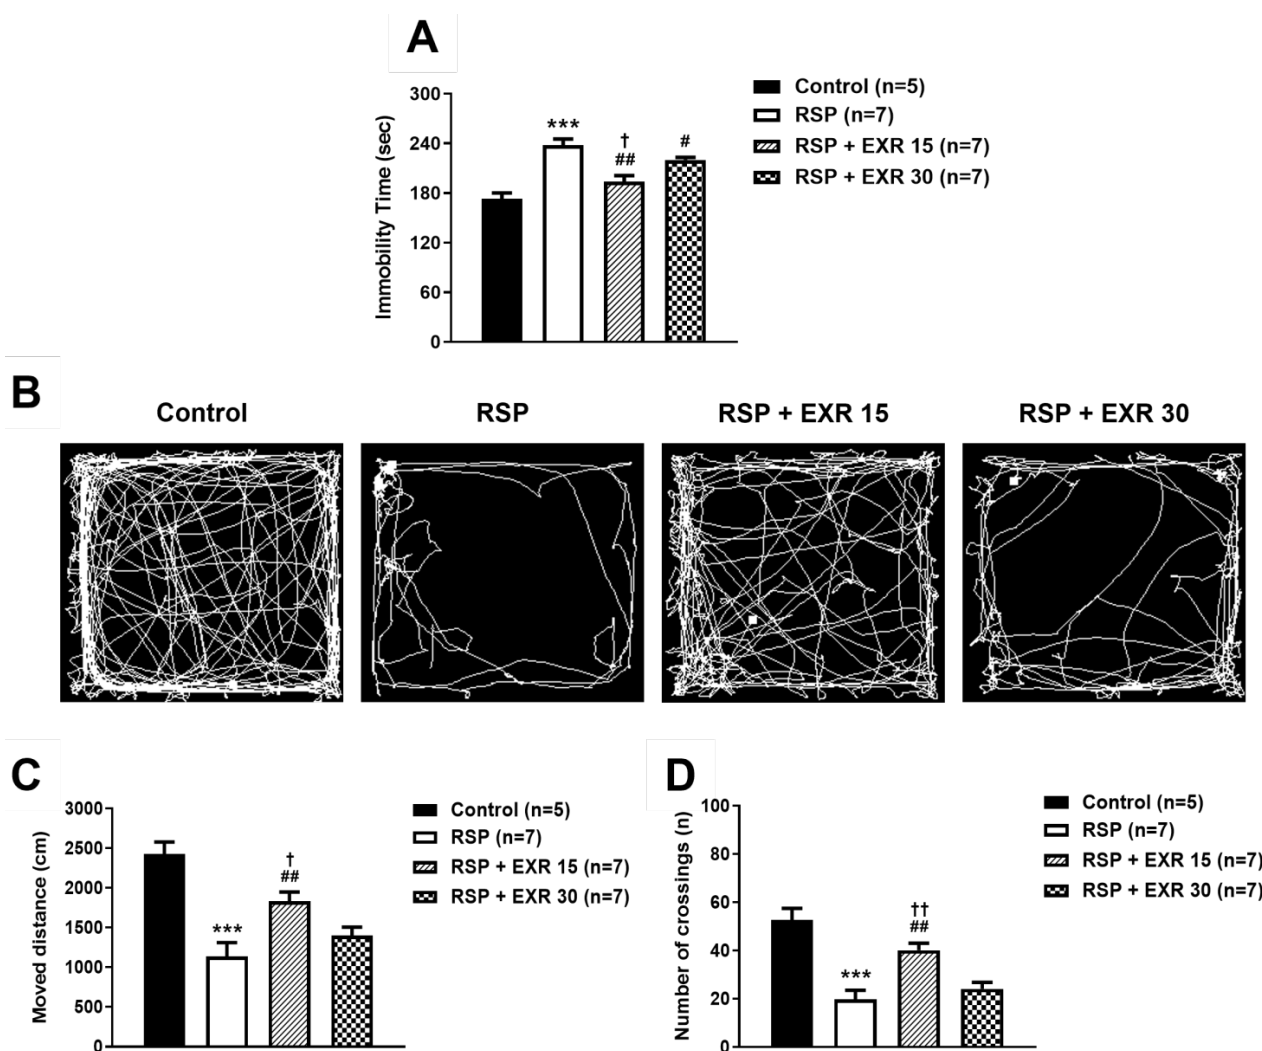 A
Immobility Time (sec)
300
240
180
120
60
0
***
†
##
#
Control (n=5)
RSP (n=7)
RSP + EXR 15 (n=7)
RSP + EXR 30 (n=7)
B
Control
RSP
RSP + EXR 15
RSP + EXR 30
C
Moved distance (cm)
3000
2500
2000
1500
1000
500
0
***
†
##
Control (n=5)
RSP (n=7)
RSP + EXR 15 (n=7)
RSP + EXR 30 (n=7)
D
Number of crossings (n)
100
80
60
40
20
0
***
††
##
Control (n=5)
RSP (n=7)
RSP + EXR 15 (n=7)
RSP + EXR 30 (n=7)